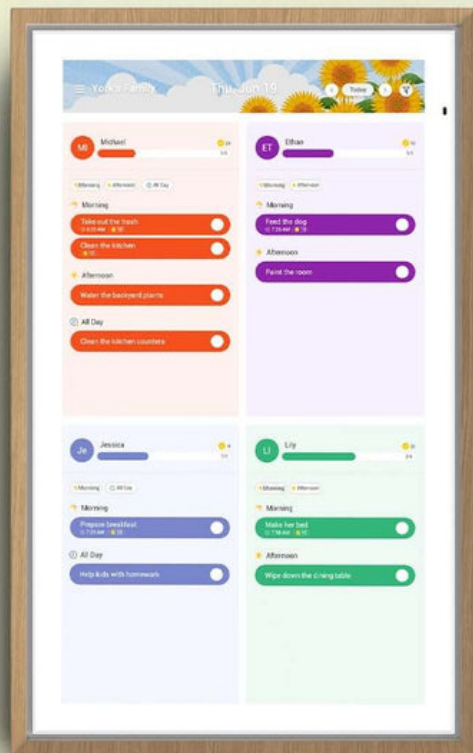 York's Family
Thu, Jun 19
Today
MI
Michael
Morning
Afternoon
All Day
Morning
Take out the trash
Clean the kitchen
Afternoon
Water the backyard plants
All Day
Clean the kitchen counters
ET
Ethan
Morning
Afternoon
Morning
Feed the dog
Afternoon
Paint the room
Je
Jessica
Morning
All Day
Morning
Prepare breakfast
All Day
Help kids with homework
LI
Lily
Morning
Afternoon
Morning
Make her bed
Afternoon
Wipe down the dining table